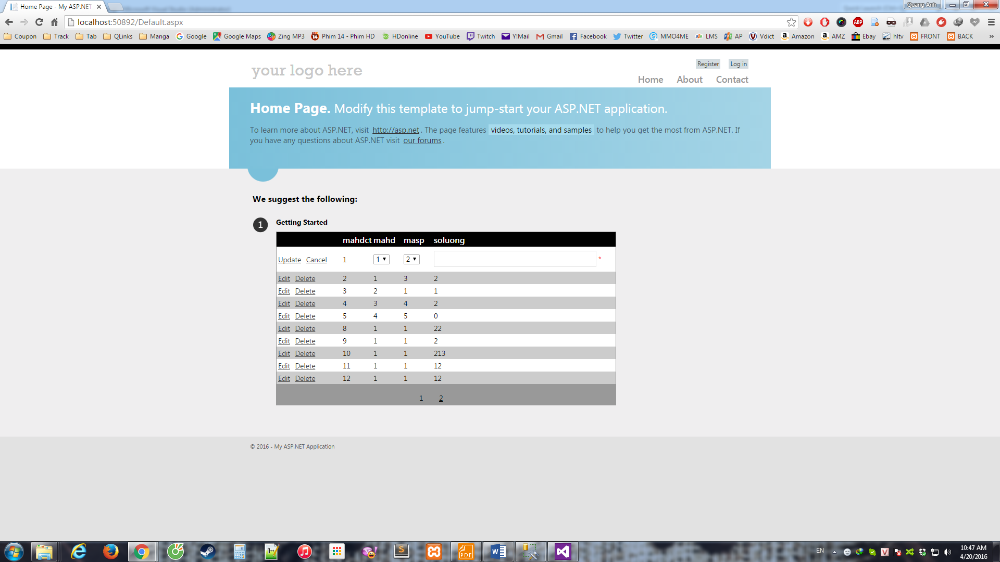 Home Page - My ASP.NET
Quang Anh
localhost:50892/Default.aspx
Coupon Track Tab QLinks Manga Google Google Maps Zing MP3 Phim 14 - Phim HD HDonline YouTube Twitch Y!Mail Gmail Facebook Twitter MMO4ME LMS AP Vdict Amazon AMZ Ebay hltv FRONT BACK »
Register Log in
your logo here
Home About Contact
Home Page. Modify this template to jump-start your ASP.NET application.
To learn more about ASP.NET, visit http://asp.net. The page features videos, tutorials, and samples to help you get the most from ASP.NET. If
you have any questions about ASP.NET visit our forums.
We suggest the following:
1 Getting Started
mahdct mahd masp soluong
Update Cancel 1 1 2 *
Edit Delete 2 1 3 2
Edit Delete 3 2 1 1
Edit Delete 4 3 4 2
Edit Delete 5 4 5 0
Edit Delete 8 1 1 22
Edit Delete 9 1 1 2
Edit Delete 10 1 1 213
Edit Delete 11 1 1 12
Edit Delete 12 1 1 12
1 2
© 2016 - My ASP.NET Application
EN
10:47 AM
4/20/2016